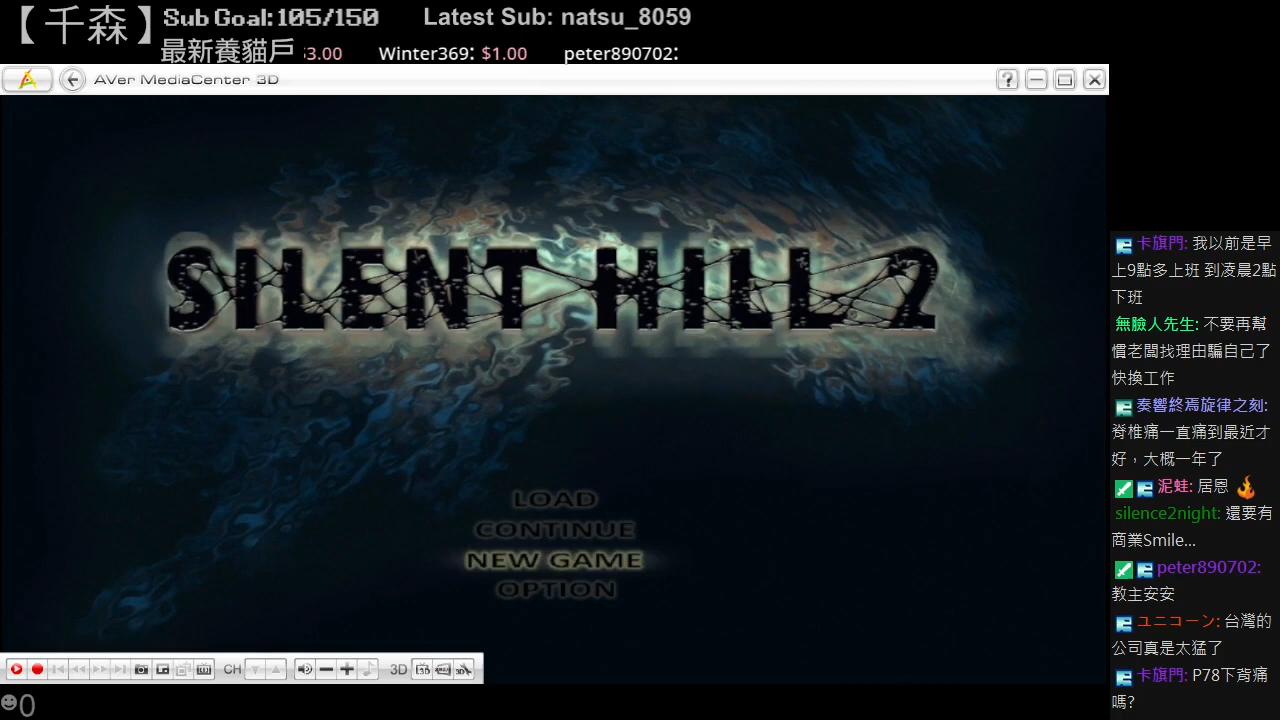 【千森】
Sub Goal: 105/150
Latest Sub: natsu_8059
最新養貓戶
$3.00 Winter369: $1.00 peter890702:
AVer MediaCenter 3D
SILENT HILL 2
LOAD
CONTINUE
NEW GAME
OPTION
CH
3D
0
卡旗門: 我以前是早
上9點多上班 到凌晨2點
下班
無臉人先生: 不要再幫
慣老闆找理由騙自己了
快換工作
奏響終焉旋律之刻:
脊椎痛一直痛到最近才
好，大概一年了
泥蛙: 居恩
silence2night: 還要有
商業Smile...
peter890702:
教主安安
ユニコーン: 台灣的
公司真是太猛了
卡旗門: P78下背痛
嗎?